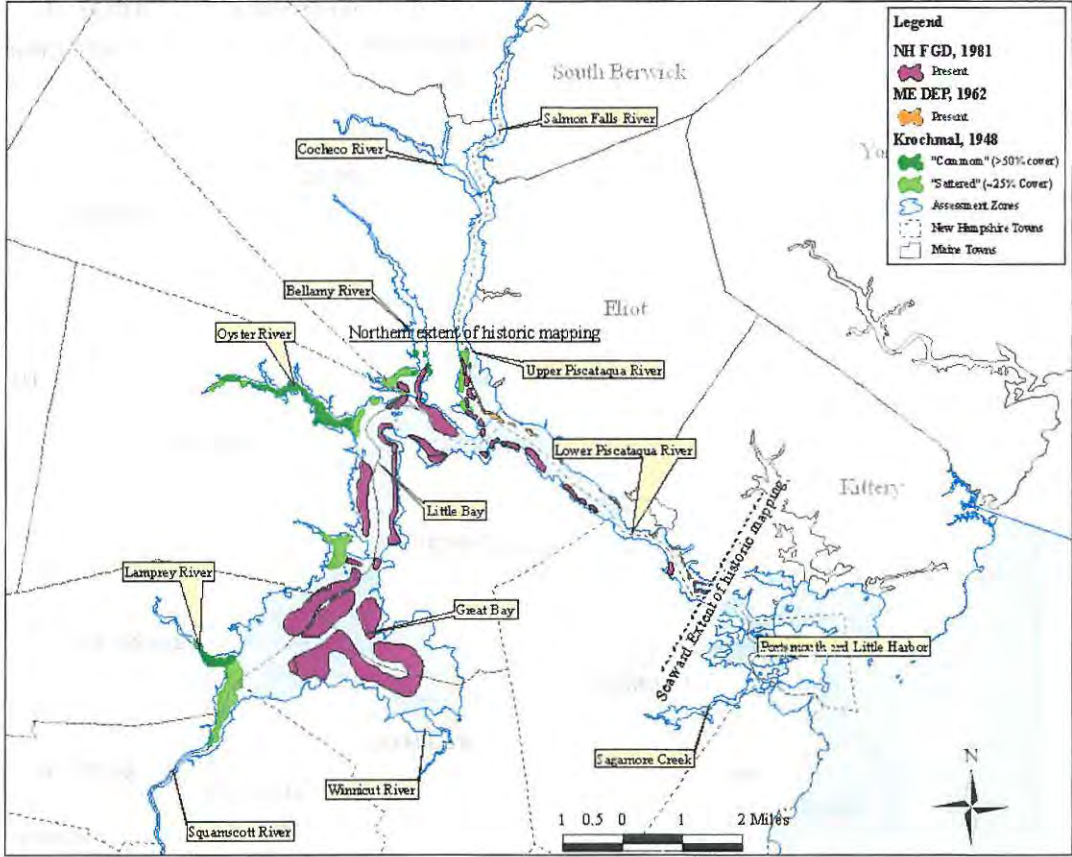 Legend
NH FGD, 1981
Present
ME DEP, 1962
Present
Krochmal, 1948
"Common" (>50% cover)
"Sattered" (~25% Cover)
Assessment Zones
New Hampshire Towns
Maine Towns
South Berwick
Salmon Falls River
Cocheco River
Bellamy River
Eliot
Northern extent of historic mapping
Oyster River
Upper Piscataqua River
Lower Piscataqua River
Kittery
Little Bay
Seaward Extent of historic mapping
Lamprey River
Great Bay
Portsmouth and Little Harbor
Sagamore Creek
Winnicut River
Squamscott River
N
1 0.5 0 1 2 Miles